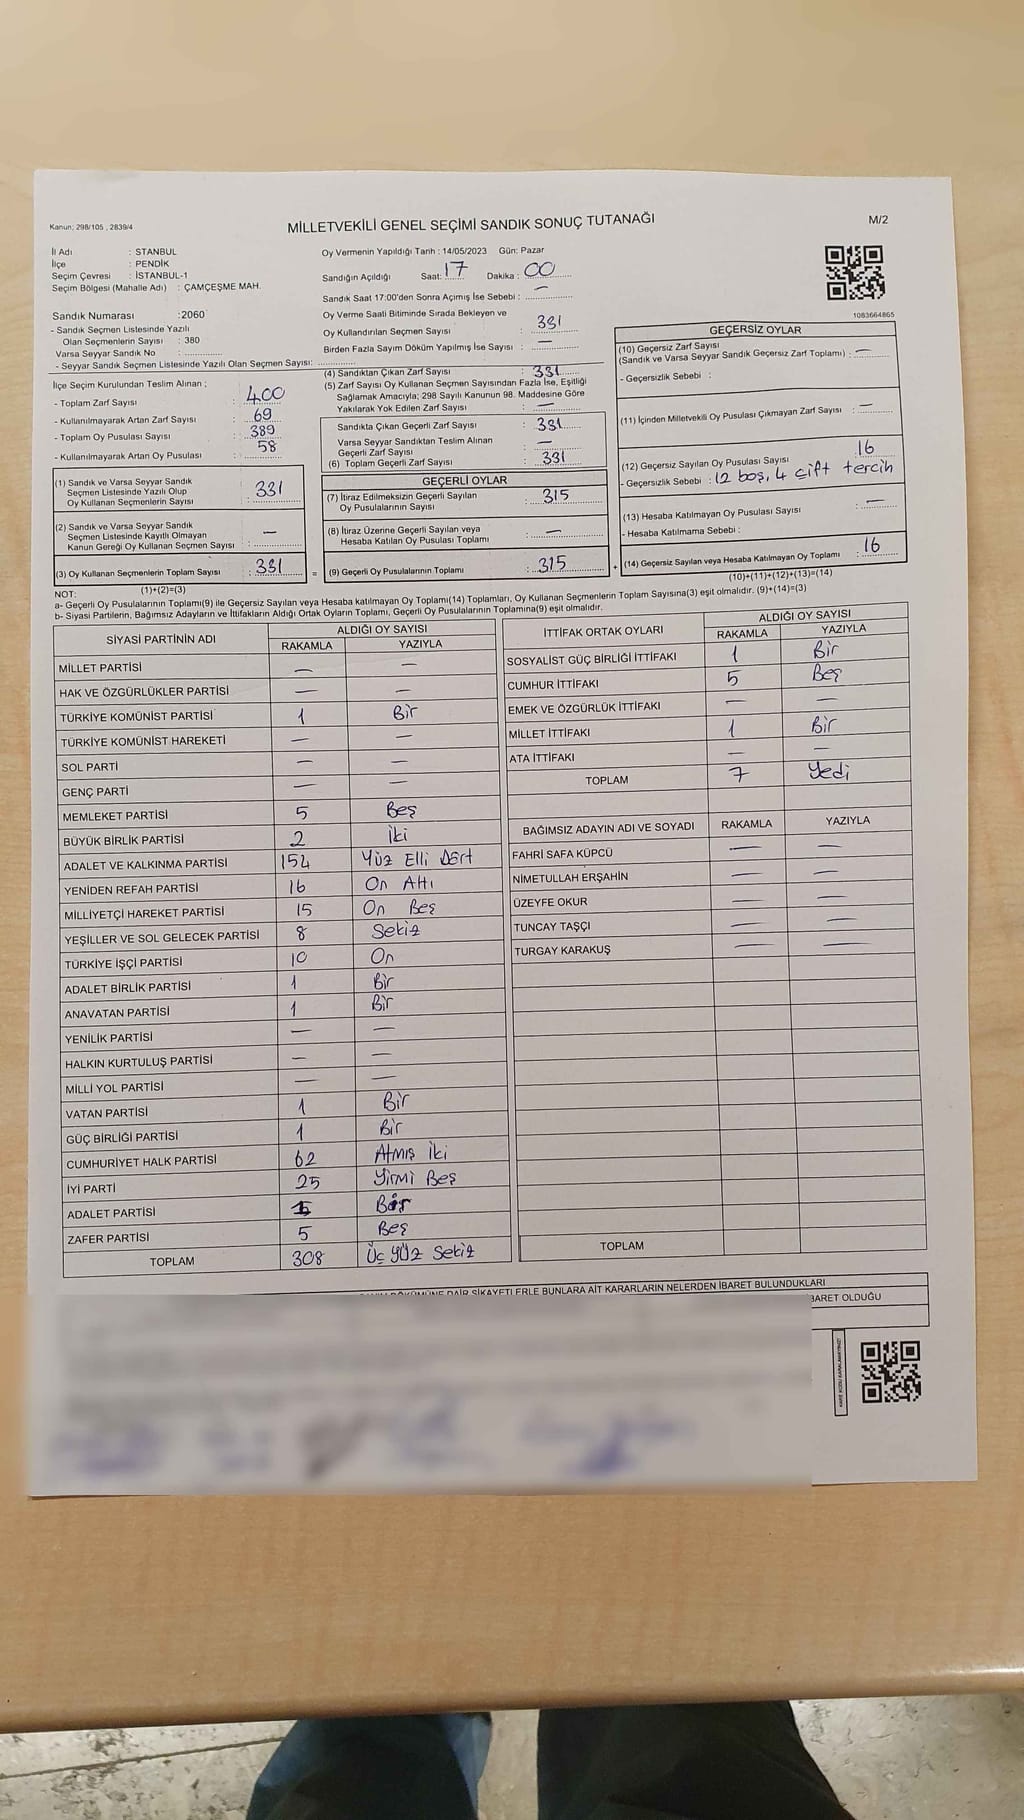 Kanun; 298/105 , 2839/4
MİLLETVEKİLİ GENEL SEÇİMİ SANDIK SONUÇ TUTANAĞI
M/2
İl Adı : STANBUL
İlçe : PENDİK
Seçim Çevresi : İSTANBUL-1
Seçim Bölgesi (Mahalle Adı) : ÇAMÇEŞME MAH.
Sandık Numarası :2060
- Sandık Seçmen Listesinde Yazılı
Olan Seçmenlerin Sayısı : 380
Varsa Seyyar Sandık No :
- Seyyar Sandık Seçmen Listesinde Yazılı Olan Seçmen Sayısı:
Oy Vermenin Yapıldığı Tarih : 14/05/2023 Gün: Pazar
Sandığın Açıldığı Saat: 17 Dakika : 00
Sandık Saat 17:00'den Sonra Açımış İse Sebebi : —
Oy Verme Saati Bitiminde Sırada Bekleyen ve
Oy Kullandırılan Seçmen Sayısı : 331
Birden Fazla Sayım Döküm Yapılmış İse Sayısı : —
1083664865
İlçe Seçim Kurulundan Teslim Alınan ;
- Toplam Zarf Sayısı : 400
- Kullanılmayarak Artan Zarf Sayısı : 69
- Toplam Oy Pusulası Sayısı : 389
- Kullanılmayarak Artan Oy Pusulası : 58
(4) Sandıktan Çıkan Zarf Sayısı : 331
(5) Zarf Sayısı Oy Kullanan Seçmen Sayısından Fazla İse, Eşitliği
Sağlamak Amacıyla; 298 Sayılı Kanunun 98. Maddesine Göre
Yakılarak Yok Edilen Zarf Sayısı : —
Sandıkta Çıkan Geçerli Zarf Sayısı : 331
Varsa Seyyar Sandıktan Teslim Alınan
Geçerli Zarf Sayısı : —
(6) Toplam Geçerli Zarf Sayısı : 331
GEÇERSİZ OYLAR
(10) Geçersiz Zarf Sayısı
(Sandık ve Varsa Seyyar Sandık Geçersiz Zarf Toplamı) : —
- Geçersizlik Sebebi :
(11) İçinden Milletvekili Oy Pusulası Çıkmayan Zarf Sayısı : —
(12) Geçersiz Sayılan Oy Pusulası Sayısı : 16
- Geçersizlik Sebebi : 12 boş, 4 çift tercih
(13) Hesaba Katılmayan Oy Pusulası Sayısı : —
- Hesaba Katılmama Sebebi :
(14) Geçersiz Sayılan veya Hesaba Katılmayan Oy Toplamı : 16
(10)+(11)+(12)+(13)=(14)
(1) Sandık ve Varsa Seyyar Sandık
Seçmen Listesinde Yazılı Olup
Oy Kullanan Seçmenlerin Sayısı : 331
(2) Sandık ve Varsa Seyyar Sandık
Seçmen Listesinde Kayıtlı Olmayan
Kanun Gereği Oy Kullanan Seçmen Sayısı : —
(3) Oy Kullanan Seçmenlerin Toplam Sayısı : 331
(1)+(2)=(3)
GEÇERLİ OYLAR
(7) İtiraz Edilmeksizin Geçerli Sayılan
Oy Pusulalarının Sayısı : 315
(8) İtiraz Üzerine Geçerli Sayılan veya
Hesaba Katılan Oy Pusulası Toplamı : —
= (9) Geçerli Oy Pusulalarının Toplamı : 315 +
NOT:
a- Geçerli Oy Pusulalarının Toplamı(9) ile Geçersiz Sayılan veya Hesaba katılmayan Oy Toplamı(14) Toplamları, Oy Kullanan Seçmenlerin Toplam Sayısına(3) eşit olmalıdır. (9)+(14)=(3)
b- Siyasi Partilerin, Bağımsız Adayların ve İttifakların Aldığı Ortak Oyların Toplamı, Geçerli Oy Pusulalarının Toplamına(9) eşit olmalıdır.
SİYASİ PARTİNİN ADI ALDIĞI OY SAYISI
RAKAMLA YAZIYLA
MİLLET PARTİSİ — —
HAK VE ÖZGÜRLÜKLER PARTİSİ — —
TÜRKİYE KOMÜNİST PARTİSİ 1 Bir
TÜRKİYE KOMÜNİST HAREKETİ — —
SOL PARTİ — —
GENÇ PARTİ — —
MEMLEKET PARTİSİ 5 Beş
BÜYÜK BİRLİK PARTİSİ 2 İki
ADALET VE KALKINMA PARTİSİ 154 Yüz Elli Dört
YENİDEN REFAH PARTİSİ 16 On Altı
MİLLİYETÇİ HAREKET PARTİSİ 15 On Beş
YEŞİLLER VE SOL GELECEK PARTİSİ 8 Sekiz
TÜRKİYE İŞÇİ PARTİSİ 10 On
ADALET BİRLİK PARTİSİ 1 Bir
ANAVATAN PARTİSİ 1 Bir
YENİLİK PARTİSİ — —
HALKIN KURTULUŞ PARTİSİ — —
MİLLİ YOL PARTİSİ — —
VATAN PARTİSİ 1 Bir
GÜÇ BİRLİĞİ PARTİSİ 1 Bir
CUMHURİYET HALK PARTİSİ 62 Atmış İki
İYİ PARTİ 25 Yirmi Beş
ADALET PARTİSİ 1 Bir
ZAFER PARTİSİ 5 Beş
TOPLAM 308 Üç Yüz Sekiz
İTTİFAK ORTAK OYLARI ALDIĞI OY SAYISI
RAKAMLA YAZIYLA
SOSYALİST GÜÇ BİRLİĞİ İTTİFAKI 1 Bir
CUMHUR İTTİFAKI 5 Beş
EMEK VE ÖZGÜRLÜK İTTİFAKI — —
MİLLET İTTİFAKI 1 Bir
ATA İTTİFAKI — —
TOPLAM 7 Yedi
BAĞIMSIZ ADAYIN ADI VE SOYADI RAKAMLA YAZIYLA
FAHRİ SAFA KÜPCÜ — —
NİMETULLAH ERŞAHİN — —
ÜZEYFE OKUR — —
TUNCAY TAŞÇI — —
TURGAY KARAKUŞ — —
TOPLAM
DÖKÜMÜNE DAİR ŞİKAYETLERLE BUNLARA AİT KARARLARIN NELERDEN İBARET BULUNDUKLARI
BARET OLDUĞU